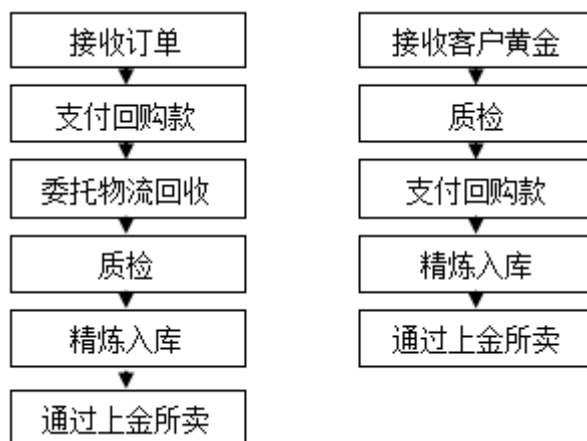 接收订单
支付回购款
委托物流回收
质检
精炼入库
通过上金所卖
接收客户黄金
质检
支付回购款
精炼入库
通过上金所卖